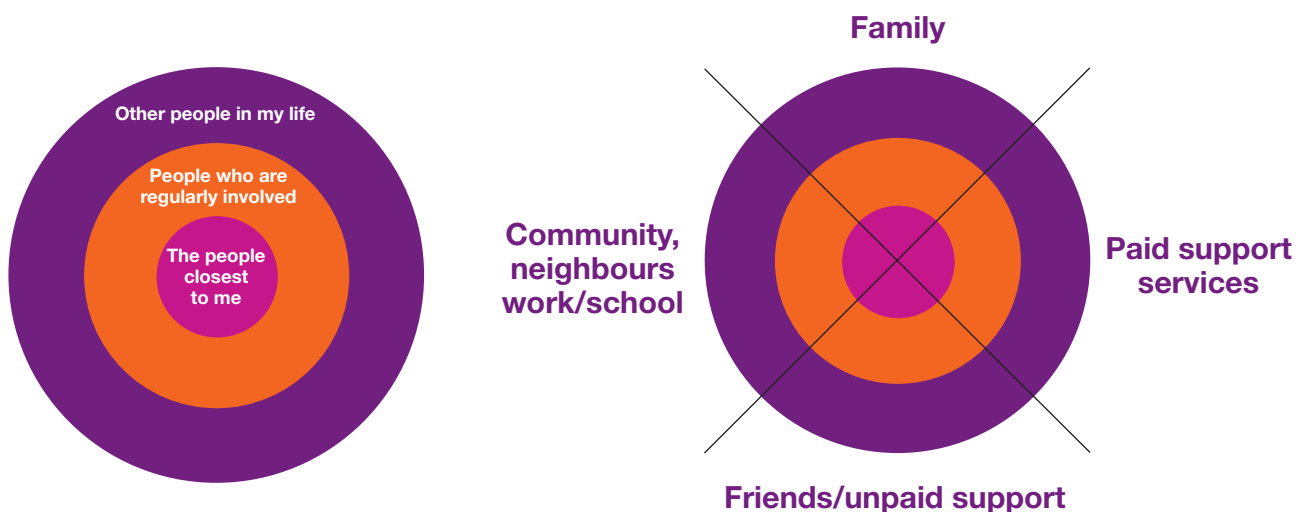 Other people in my life
People who are
regularly involved
The people
closest
to me
Family
Community,
neighbours
work/school
Paid support
services
Friends/unpaid support